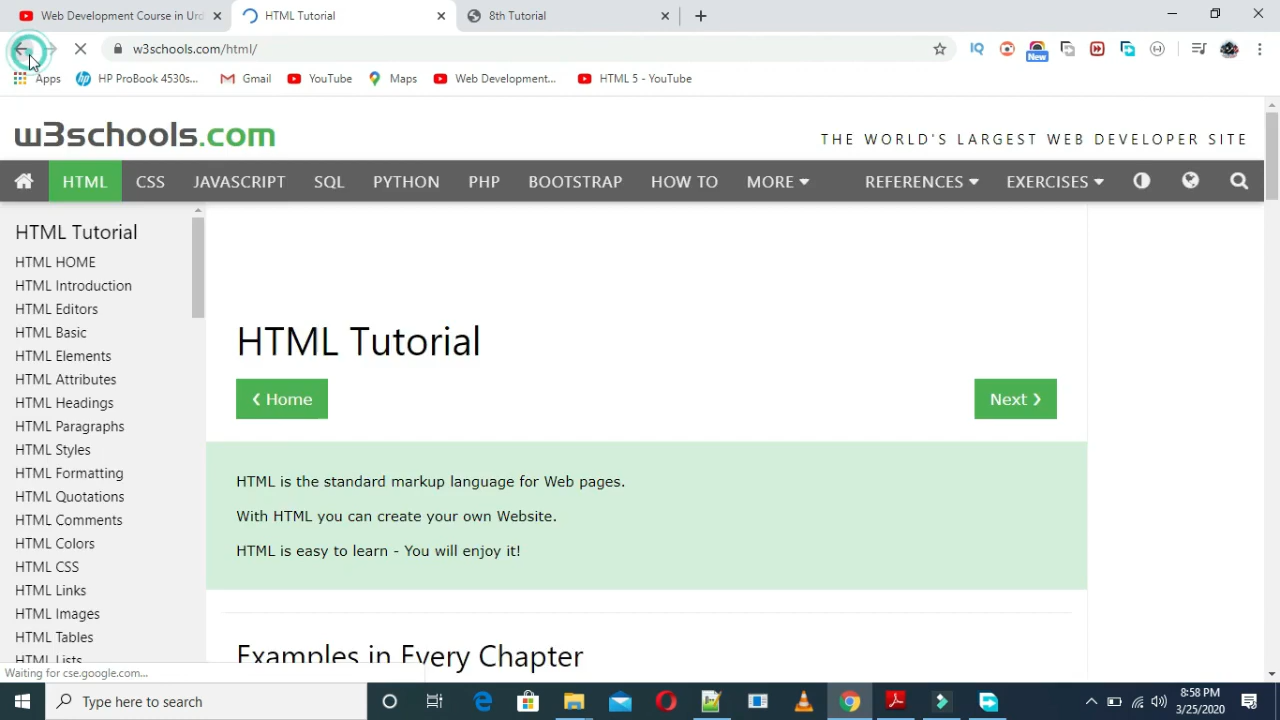 Web Development Course in Urd
HTML Tutorial
8th Tutorial
w3schools.com/html/
IQ
New
Apps
HP ProBook 4530s...
Gmail
YouTube
Maps
Web Development...
HTML 5 - YouTube
w3schools.com
THE WORLD'S LARGEST WEB DEVELOPER SITE
HTML
CSS
JAVASCRIPT
SQL
PYTHON
PHP
BOOTSTRAP
HOW TO
MORE
REFERENCES
EXERCISES
HTML Tutorial
HTML HOME
HTML Introduction
HTML Editors
HTML Basic
HTML Elements
HTML Attributes
HTML Headings
HTML Paragraphs
HTML Styles
HTML Formatting
HTML Quotations
HTML Comments
HTML Colors
HTML CSS
HTML Links
HTML Images
HTML Tables
HTML Lists
HTML Tutorial
❮ Home
Next ❯
HTML is the standard markup language for Web pages.
With HTML you can create your own Website.
HTML is easy to learn - You will enjoy it!
Examples in Every Chapter
Waiting for cse.google.com...
Type here to search
8:58 PM
3/25/2020